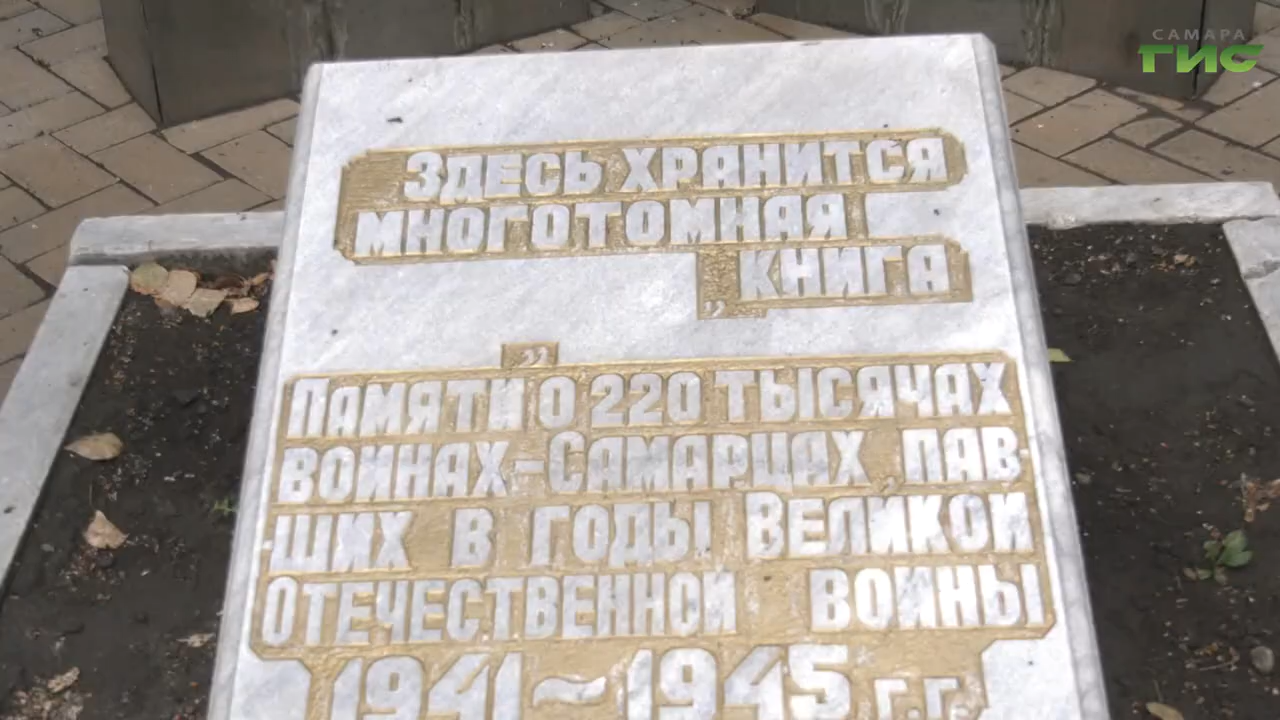 САМАРА
ГИС
ЗДЕСЬ ХРАНИТСЯ
МНОГОТОМНАЯ
КНИГА
„ПАМЯТИ” О 220 ТЫСЯЧАХ
ВОИНАХ-САМАРЦАХ, ПАВ-
ШИХ В ГОДЫ ВЕЛИКОЙ
ОТЕЧЕСТВЕННОЙ ВОЙНЫ
1941~1945 г.г.